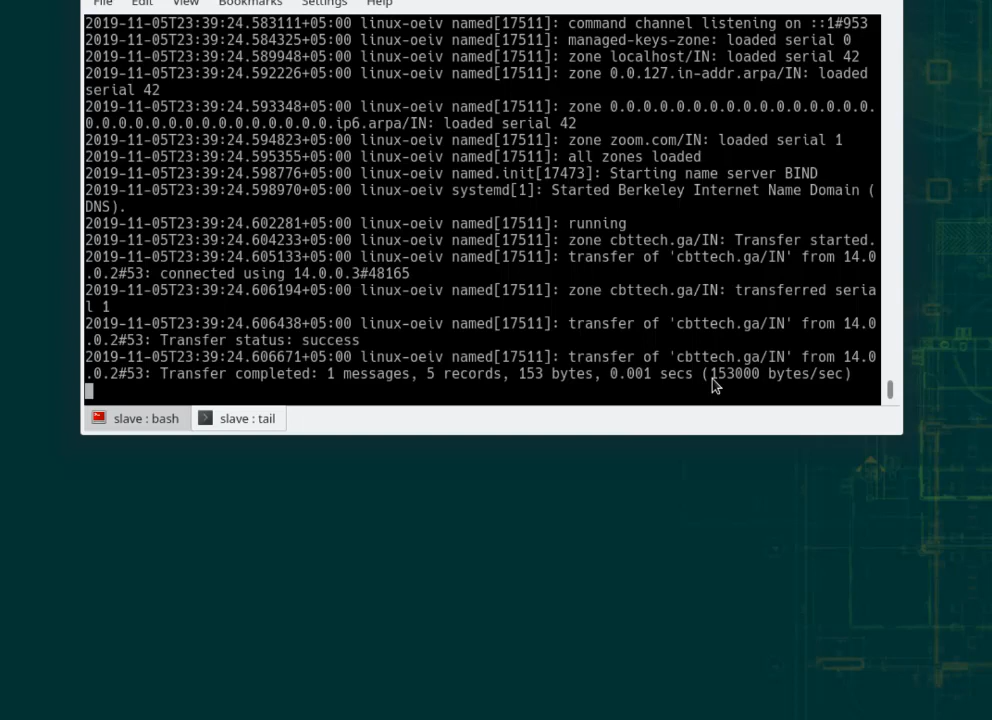 File Edit View Bookmarks Settings Help
2019-11-05T23:39:24.583111+05:00 linux-oeiv named[17511]: command channel listening on ::1#953
2019-11-05T23:39:24.584325+05:00 linux-oeiv named[17511]: managed-keys-zone: loaded serial 0
2019-11-05T23:39:24.589948+05:00 linux-oeiv named[17511]: zone localhost/IN: loaded serial 42
2019-11-05T23:39:24.592226+05:00 linux-oeiv named[17511]: zone 0.0.127.in-addr.arpa/IN: loaded
serial 42
2019-11-05T23:39:24.593348+05:00 linux-oeiv named[17511]: zone 0.0.0.0.0.0.0.0.0.0.0.0.0.0.0.0.
0.0.0.0.0.0.0.0.0.0.0.0.0.0.0.ip6.arpa/IN: loaded serial 42
2019-11-05T23:39:24.594823+05:00 linux-oeiv named[17511]: zone zoom.com/IN: loaded serial 1
2019-11-05T23:39:24.595355+05:00 linux-oeiv named[17511]: all zones loaded
2019-11-05T23:39:24.598776+05:00 linux-oeiv named.init[17473]: Starting name server BIND
2019-11-05T23:39:24.598970+05:00 linux-oeiv systemd[1]: Started Berkeley Internet Name Domain (
DNS).
2019-11-05T23:39:24.602281+05:00 linux-oeiv named[17511]: running
2019-11-05T23:39:24.604233+05:00 linux-oeiv named[17511]: zone cbttech.ga/IN: Transfer started.
2019-11-05T23:39:24.605133+05:00 linux-oeiv named[17511]: transfer of 'cbttech.ga/IN' from 14.0
.0.2#53: connected using 14.0.0.3#48165
2019-11-05T23:39:24.606194+05:00 linux-oeiv named[17511]: zone cbttech.ga/IN: transferred seria
l 1
2019-11-05T23:39:24.606438+05:00 linux-oeiv named[17511]: transfer of 'cbttech.ga/IN' from 14.0
.0.2#53: Transfer status: success
2019-11-05T23:39:24.606671+05:00 linux-oeiv named[17511]: transfer of 'cbttech.ga/IN' from 14.0
.0.2#53: Transfer completed: 1 messages, 5 records, 153 bytes, 0.001 secs (153000 bytes/sec)
slave : bash slave : tail